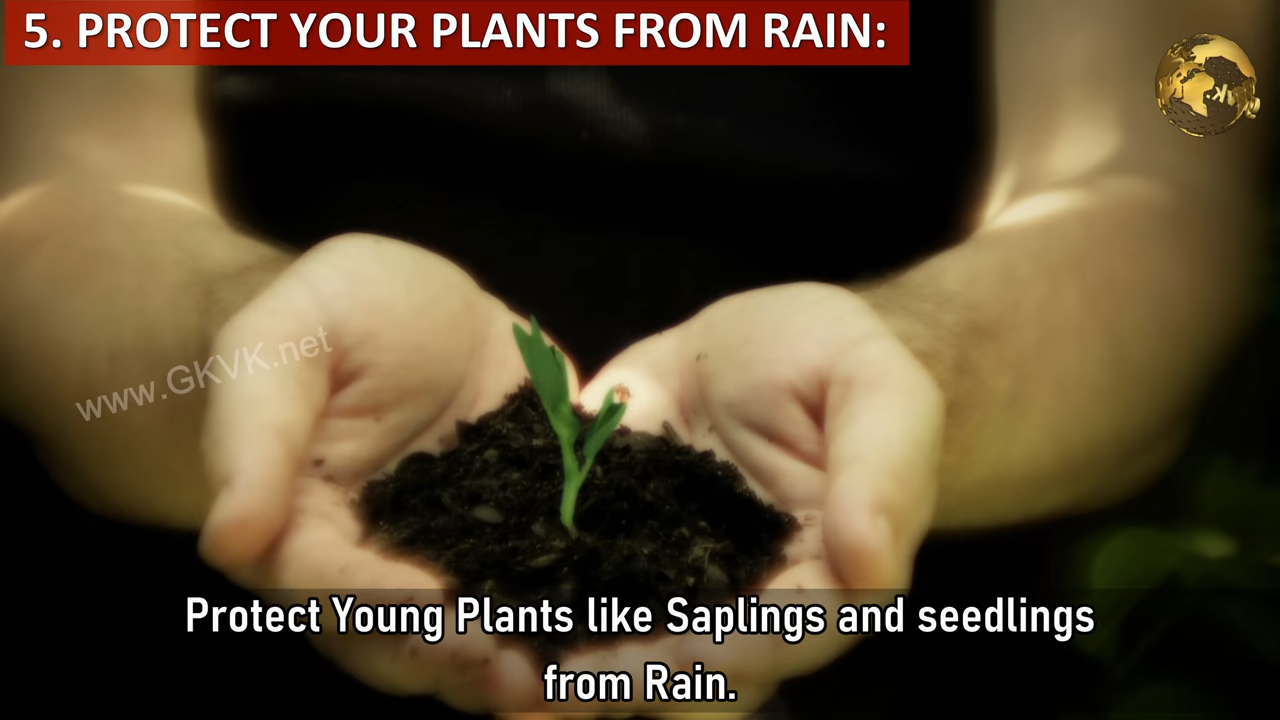 5. PROTECT YOUR PLANTS FROM RAIN:
www.GKVK.net
Protect Young Plants like Saplings and seedlings
from Rain.